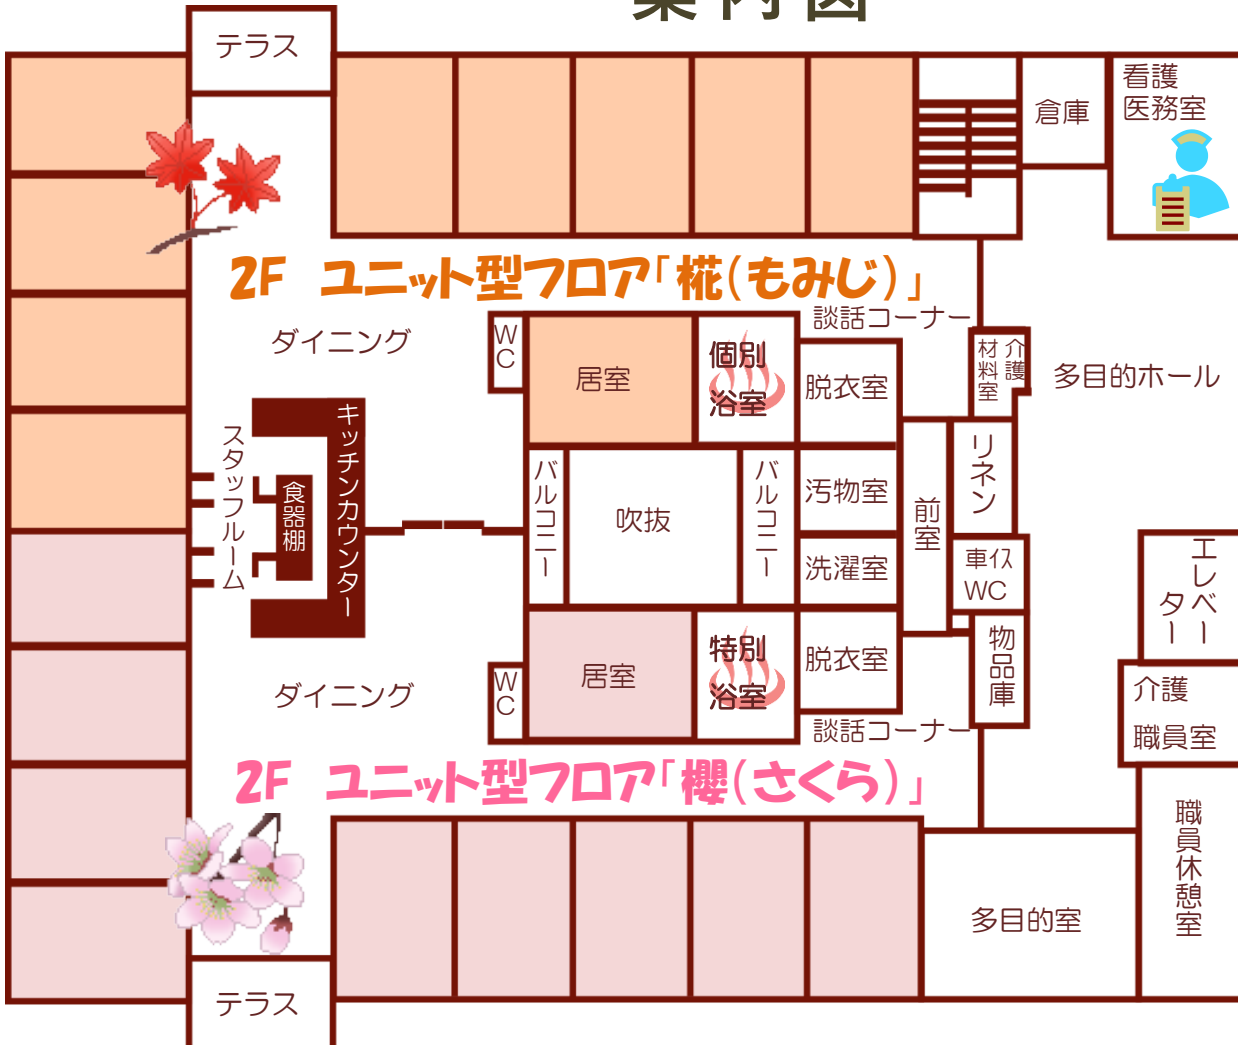 案内図
テラス
倉庫
看護
医務室
2F ユニット型フロア「椛(もみじ)」
談話コーナー
ダイニング
WC
居室
個別
浴室
脱衣室
介護
材料室
多目的ホール
キッチンカウンター
スタッフルーム
食器棚
バルコニー
吹抜
バルコニー
汚物室
洗濯室
前室
リネン
車イス
WC
エレベー
ター
物品庫
ダイニング
WC
居室
特別
浴室
脱衣室
談話コーナー
介護
職員室
2F ユニット型フロア「櫻(さくら)」
職員休憩室
多目的室
テラス